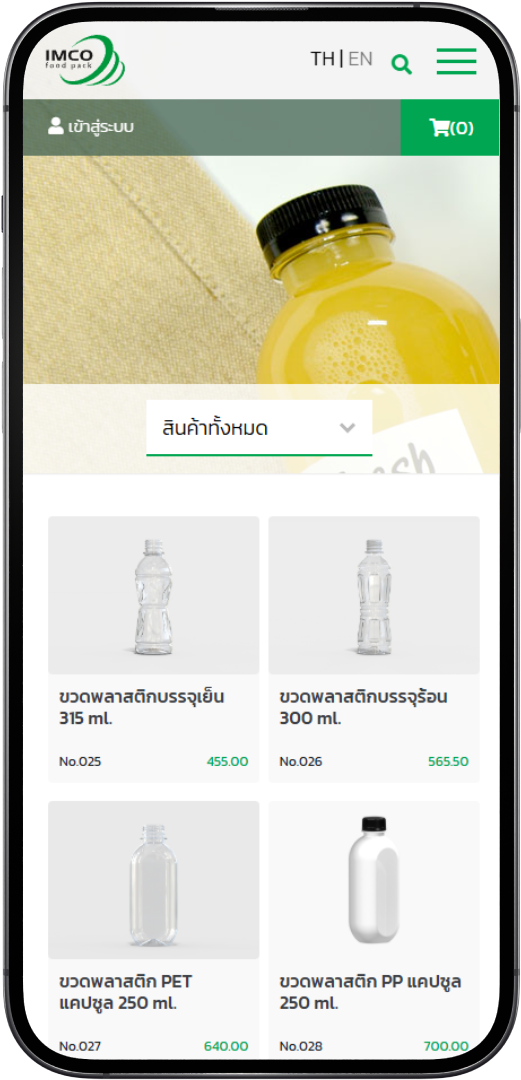 IMCO
food pack
TH | EN
เข้าสู่ระบบ
(0)
สินค้าทั้งหมด
ขวดพลาสติกบรรจุเย็น
315 ml.
No.025
455.00
ขวดพลาสติกบรรจุร้อน
300 ml.
No.026
565.50
ขวดพลาสติก PET
แคปซูล 250 ml.
No.027
640.00
ขวดพลาสติก PP แคปซูล
250 ml.
No.028
700.00